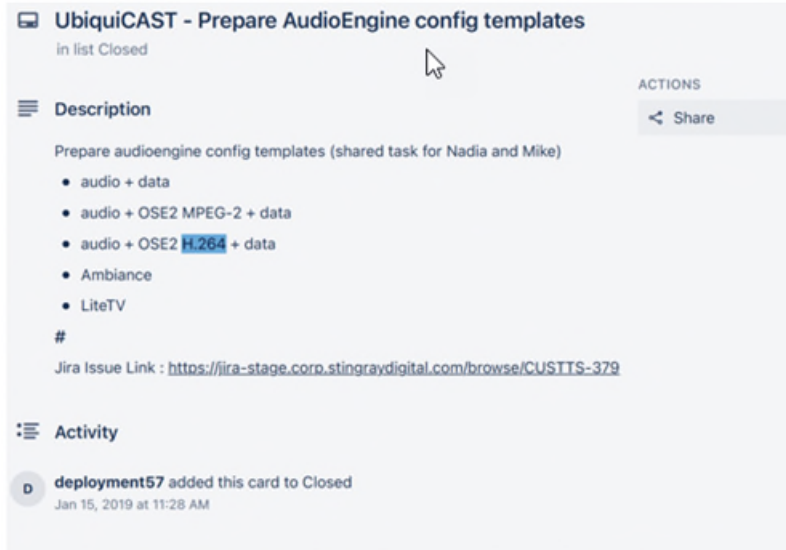 UbiquiCAST - Prepare AudioEngine config templates
in list Closed
ACTIONS
Share
Description
Prepare audioengine config templates (shared task for Nadia and Mike)
• audio + data
• audio + OSE2 MPEG-2 + data
• audio + OSE2 H.264 + data
• Ambiance
• LiteTV
#
Jira Issue Link : https://jira-stage.corp.stingraydigital.com/browse/CUSTTS-379
Activity
D
deployment57 added this card to Closed
Jan 15, 2019 at 11:28 AM